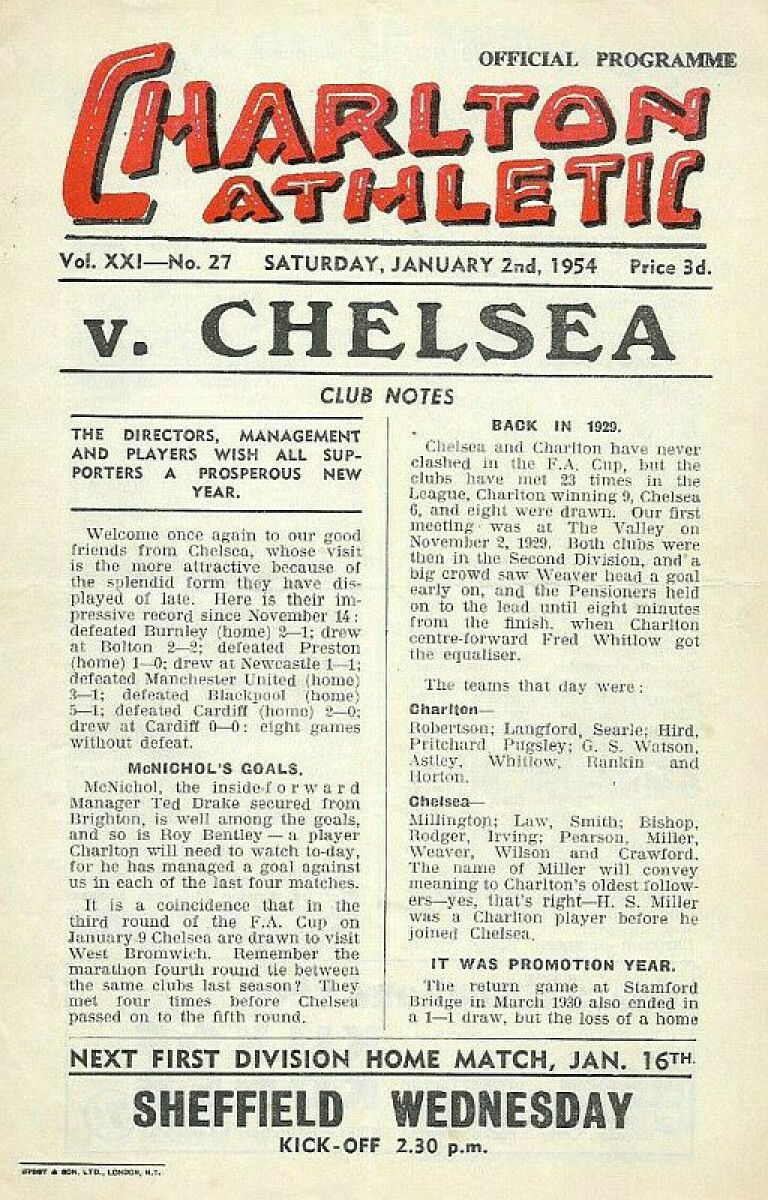 OFFICIAL PROGRAMME
CHARLTON
ATHLETIC
Vol. XXI—No. 27 SATURDAY, JANUARY 2nd, 1954 Price 3d.
v. CHELSEA
CLUB NOTES
THE DIRECTORS, MANAGEMENT
AND PLAYERS WISH ALL SUP-
PORTERS A PROSPEROUS NEW
YEAR.
Welcome once again to our good
friends from Chelsea, whose visit
is the more attractive because of
the splendid form they have dis-
played of late. Here is their im-
pressive record since November 14:
defeated Burnley (home) 2—1; drew
at Bolton 2—2; defeated Preston
(home) 1—0; drew at Newcastle 1—1;
defeated Manchester United (home)
3—1; defeated Blackpool (home)
5—1; defeated Cardiff (home) 2—0;
drew at Cardiff 0—0: eight games
without defeat.
McNICHOL'S GOALS.
McNichol, the inside-forward
Manager Ted Drake secured from
Brighton, is well among the goals,
and so is Roy Bentley — a player
Charlton will need to watch to-day,
for he has managed a goal against
us in each of the last four matches.
It is a coincidence that in the
third round of the F.A. Cup on
January 9 Chelsea are drawn to visit
West Bromwich. Remember the
marathon fourth round tie between
the same clubs last season? They
met four times before Chelsea
passed on to the fifth round.
BACK IN 1929.
Chelsea and Charlton have never
clashed in the F.A. Cup, but the
clubs have met 23 times in the
League, Charlton winning 9, Chelsea
6, and eight were drawn. Our first
meeting was at The Valley on
November 2, 1929. Both clubs were
then in the Second Division, and a
big crowd saw Weaver head a goal
early on, and the Pensioners held
on to the lead until eight minutes
from the finish, when Charlton
centre-forward Fred Whitlow got
the equaliser.
The teams that day were:
Charlton—
Robertson; Langford, Searle; Hird,
Pritchard Pugsley; G. S. Watson,
Astley, Whitlow, Rankin and
Horton.
Chelsea—
Millington; Law, Smith; Bishop,
Rodger, Irving; Pearson, Miller,
Weaver, Wilson and Crawford.
The name of Miller will convey
meaning to Charlton's oldest follow-
ers—yes, that's right—H. S. Miller
was a Charlton player before he
joined Chelsea.
IT WAS PROMOTION YEAR.
The return game at Stamford
Bridge in March 1930 also ended in
a 1—1 draw, but the loss of a home
NEXT FIRST DIVISION HOME MATCH, JAN. 16TH.
SHEFFIELD WEDNESDAY
KICK-OFF 2.30 p.m.
& SON, LTD., LONDON, N.1.